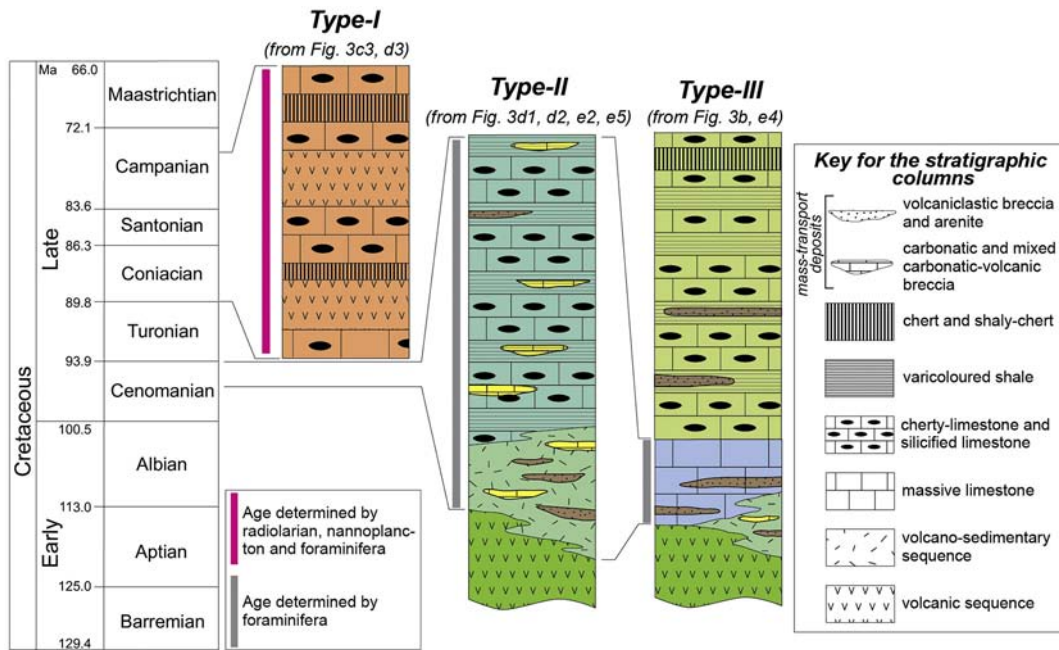 Type-I
(from Fig. 3c3, d3)
Type-II
(from Fig. 3d1, d2, e2, e5)
Type-III
(from Fig. 3b, e4)
Cretaceous
Late
Early
Ma 66.0
Maastrichtian
72.1
Campanian
83.6
Santonian
86.3
Coniacian
89.8
Turonian
93.9
Cenomanian
100.5
Albian
113.0
Aptian
125.0
Barremian
129.4
Age determined by
radiolarian, nannoplanc-
ton and foraminifera
Age determined by
foraminifera
Key for the stratigraphic
columns
mass-transport
deposits
volcaniclastic breccia
and arenite
carbonatic and mixed
carbonatic-volcanic
breccia
chert and shaly-chert
varicoloured shale
cherty-limestone and
silicified limestone
massive limestone
volcano-sedimentary
sequence
volcanic sequence